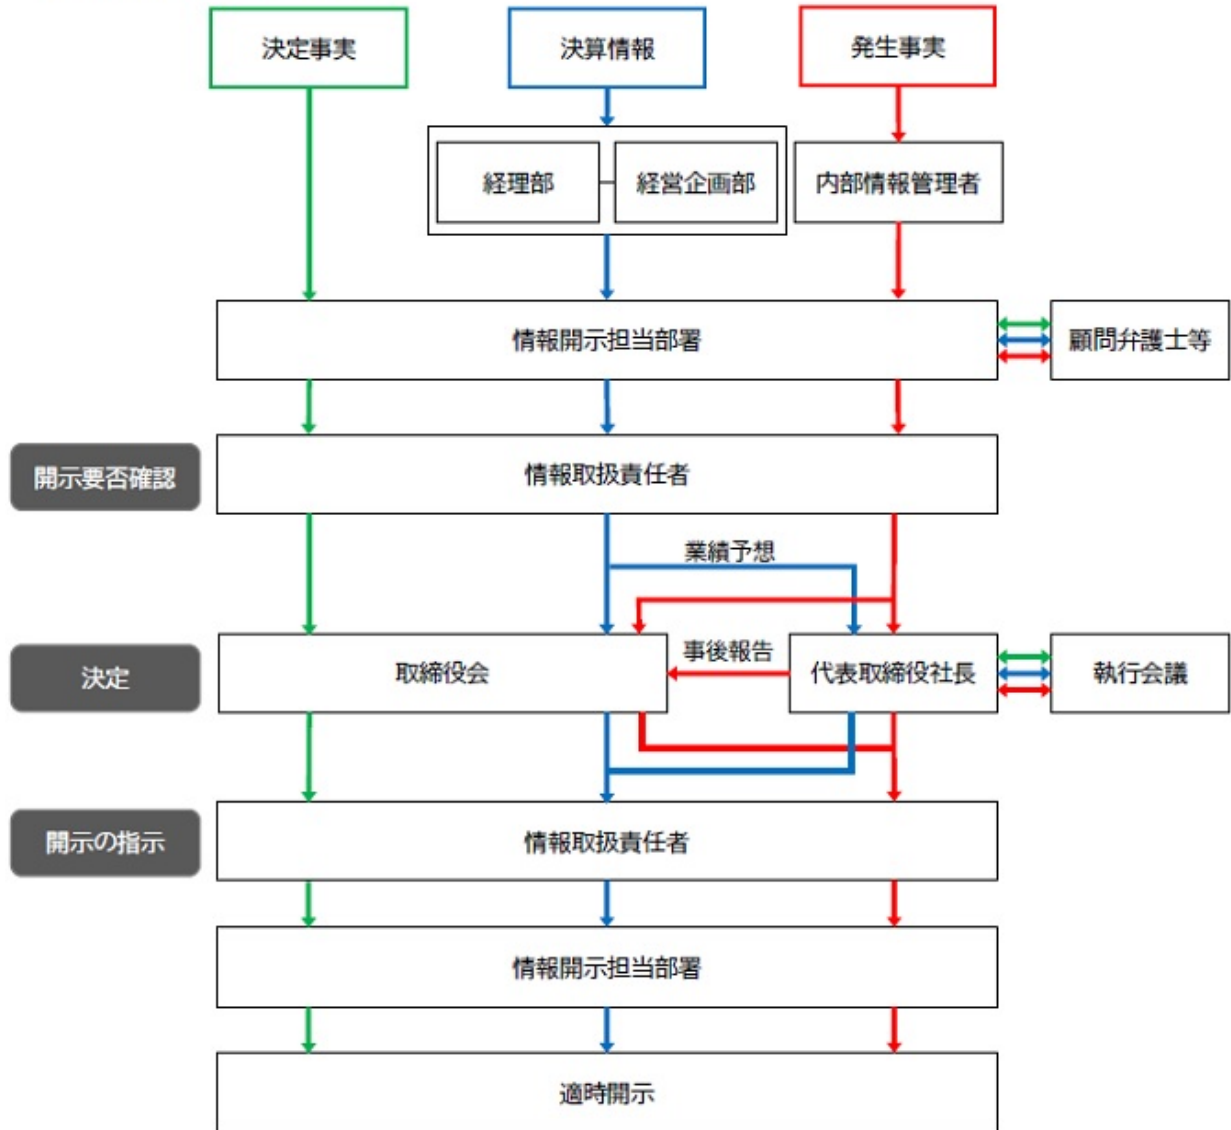 決定事実
決算情報
発生事実
経理部
経営企画部
内部情報管理者
情報開示担当部署
顧問弁護士等
開示要否確認
情報取扱責任者
業績予想
決定
取締役会
事後報告
代表取締役社長
執行会議
開示の指示
情報取扱責任者
情報開示担当部署
適時開示